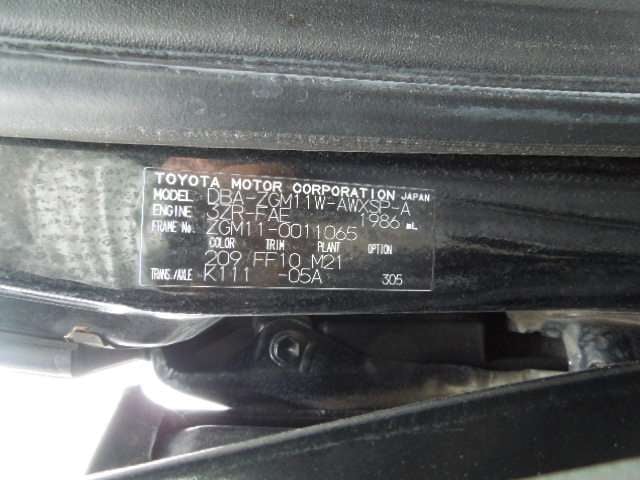 TOYOTA MOTOR CORPORATION JAPAN
MODEL DBA-ZGM11W-AWXSP-A
ENGINE 3ZR-FAE 1986 mL
FRAME No. ZGM11-0011065
COLOR TRIM PLANT OPTION
209 FF10 M21
TRANS./AXLE K111 -05A 305